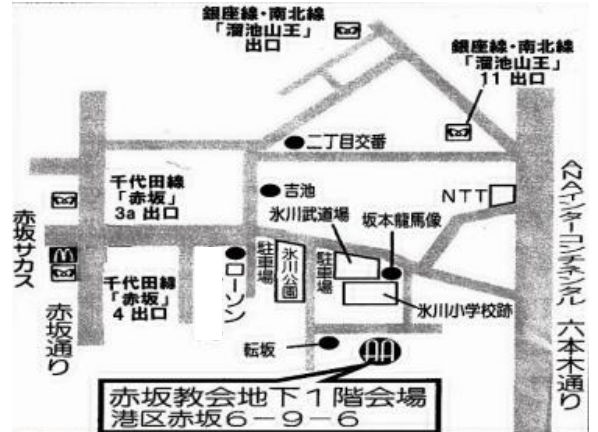 銀座線・南北線
「溜池山王」
出口
銀座線・南北線
「溜池山王」
11 出口
二丁目交番
千代田線
「赤坂」
3a 出口
吉池
NTT
氷川武道場
坂本龍馬像
ANAインターコンチネンタル
六本木通り
赤坂サカス
赤坂通り
千代田線
「赤坂」
4 出口
ローソン
駐車場
氷川公園
駐車場
氷川小学校跡
転坂
赤坂教会地下1階会場
港区赤坂6-9-6